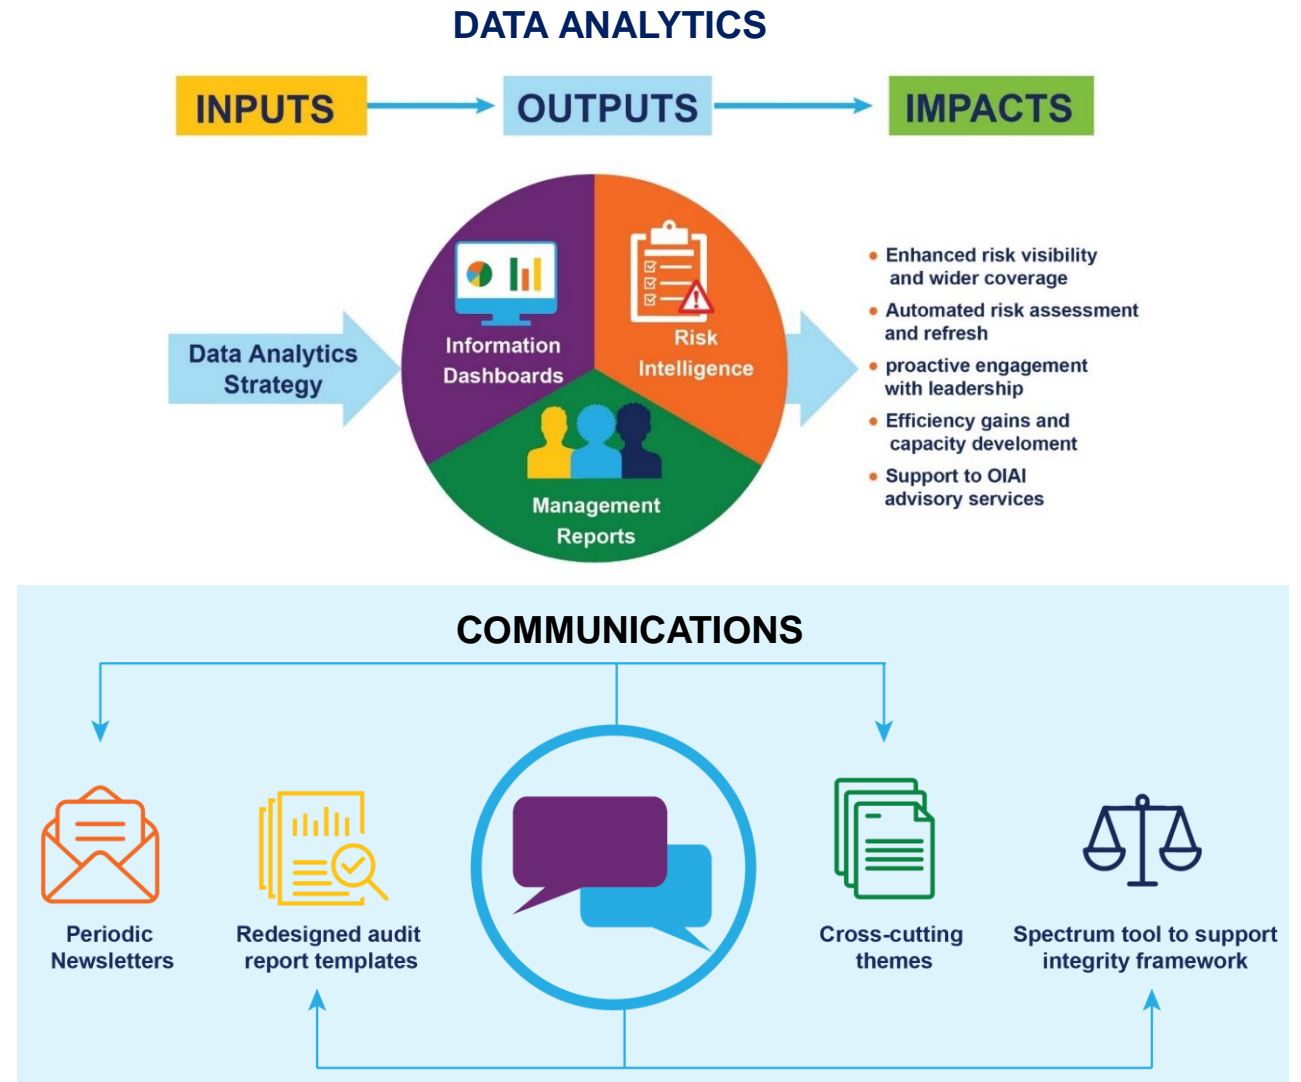 DATA ANALYTICS
INPUTS
OUTPUTS
IMPACTS
Data Analytics
Strategy
Information
Dashboards
Risk
Intelligence
Management
Reports
Enhanced risk visibility
and wider coverage
Automated risk assessment
and refresh
proactive engagement
with leadership
Efficiency gains and
capacity develoment
Support to OIAI
advisory services
COMMUNICATIONS
Periodic
Newsletters
Redesigned audit
report templates
Cross-cutting
themes
Spectrum tool to support
integrity framework